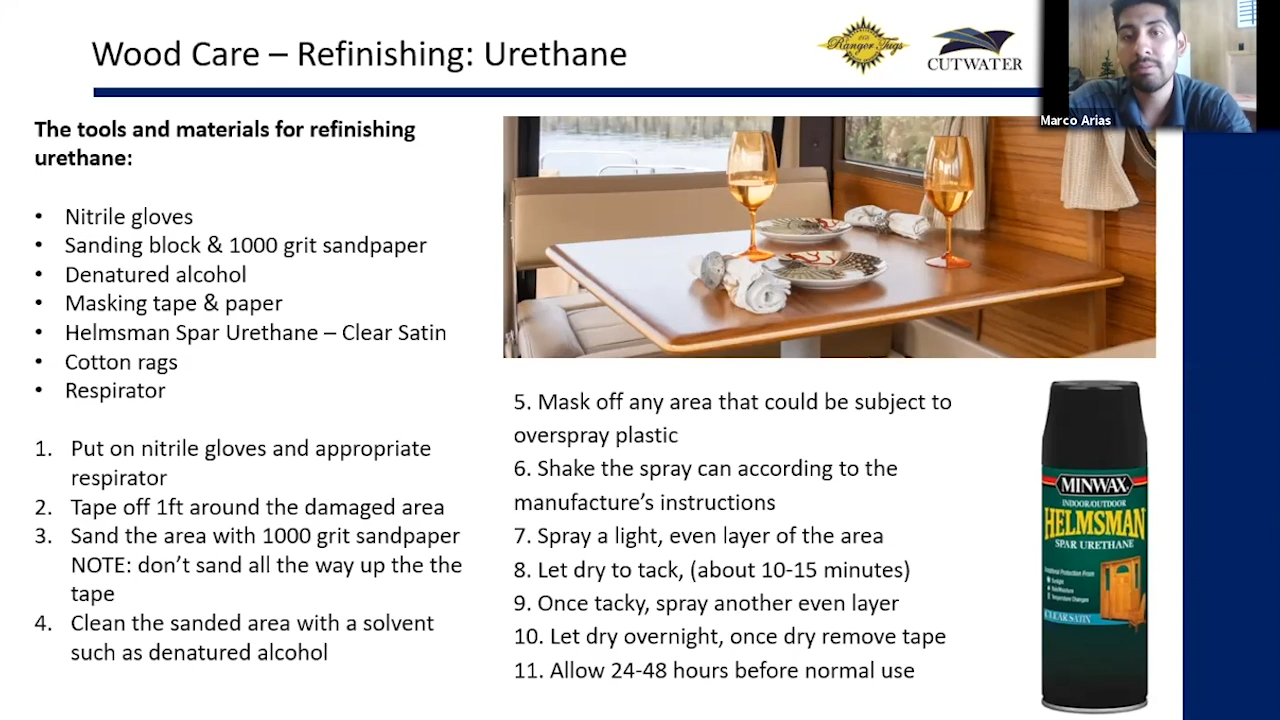 Wood Care – Refinishing: Urethane
Ranger Tugs
CUTWATER
Marco Arias
The tools and materials for refinishing
urethane:
• Nitrile gloves
• Sanding block & 1000 grit sandpaper
• Denatured alcohol
• Masking tape & paper
• Helmsman Spar Urethane – Clear Satin
• Cotton rags
• Respirator
1. Put on nitrile gloves and appropriate
respirator
2. Tape off 1ft around the damaged area
3. Sand the area with 1000 grit sandpaper
NOTE: don't sand all the way up the the
tape
4. Clean the sanded area with a solvent
such as denatured alcohol
5. Mask off any area that could be subject to
overspray plastic
6. Shake the spray can according to the
manufacture's instructions
7. Spray a light, even layer of the area
8. Let dry to tack, (about 10-15 minutes)
9. Once tacky, spray another even layer
10. Let dry overnight, once dry remove tape
11. Allow 24-48 hours before normal use
MINWAX
INDOOR/OUTDOOR
HELMSMAN
SPAR URETHANE
Protection From:
Sunlight
Temperature Changes
CLEAR SATIN